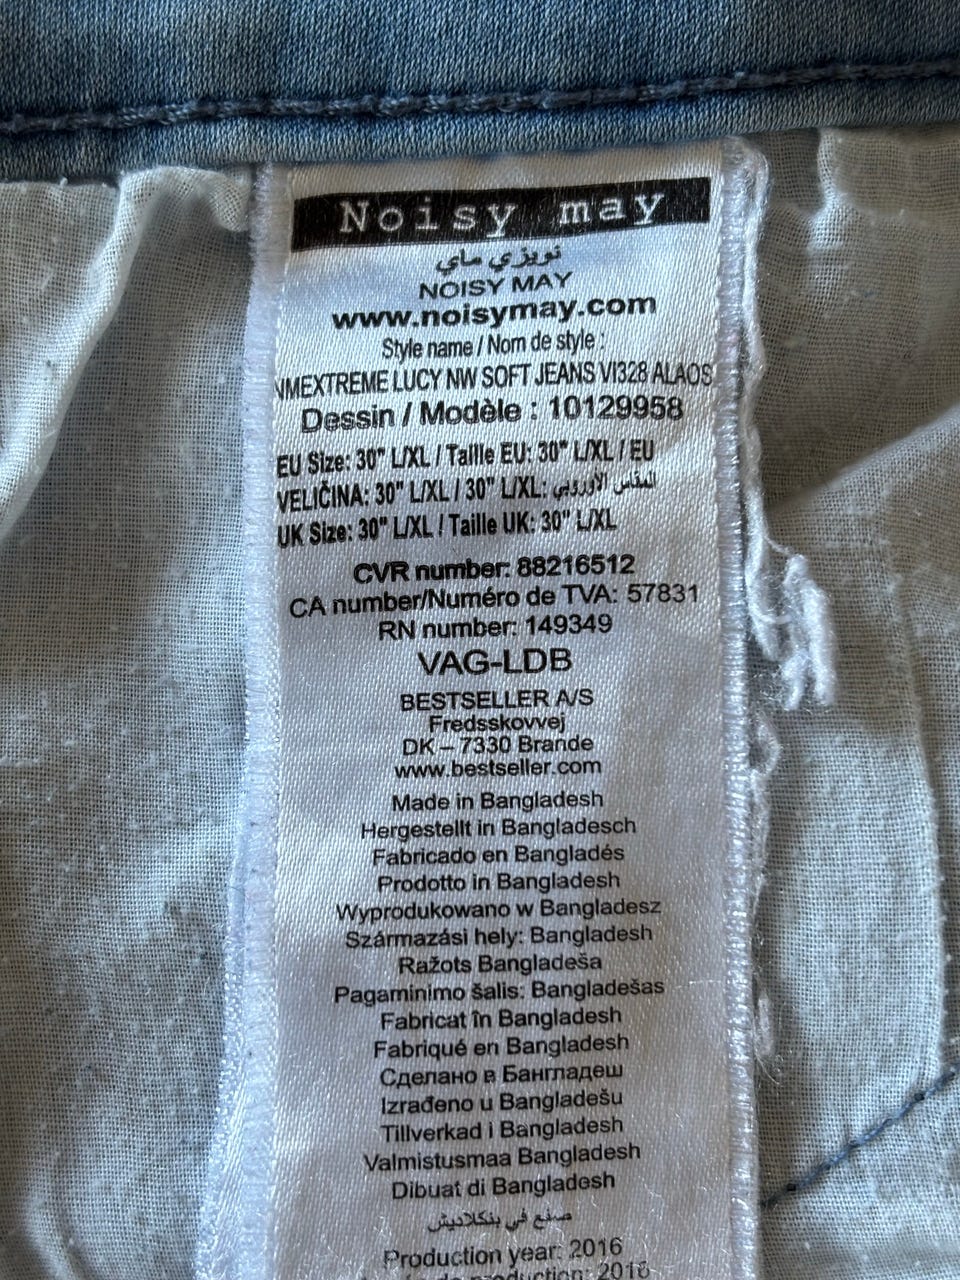 Noisy may
نويزي ماي
NOISY MAY
www.noisymay.com
Style name / Nom de style :
NMEXTREME LUCY NW SOFT JEANS VI328 ALAOS
Dessin / Modèle : 10129958
EU Size: 30" L/XL / Taille EU: 30" L/XL / EU
VELIČINA: 30" L/XL / 30" L/XL: المقاس الأوروبي
UK Size: 30" L/XL / Taille UK: 30" L/XL
CVR number: 88216512
CA number/Numéro de TVA: 57831
RN number: 149349
VAG-LDB
BESTSELLER A/S
Fredsskovvej
DK – 7330 Brande
www.bestseller.com
Made in Bangladesh
Hergestellt in Bangladesch
Fabricado en Bangladés
Prodotto in Bangladesh
Wyprodukowano w Bangladesz
Származási hely: Bangladesh
Ražots Bangladeša
Pagaminimo šalis: Bangladešas
Fabricat în Bangladesh
Fabriqué en Bangladesh
Сделано в Бангладеш
Izrađeno u Bangladešu
Tillverkad i Bangladesh
Valmistusmaa Bangladesh
Dibuat di Bangladesh
صنع في بنكلاديش
Production year: 2016
de production: 2016